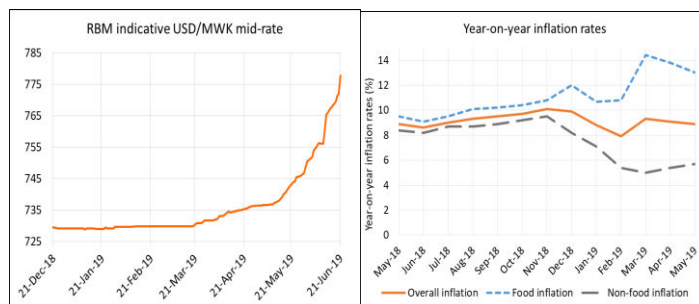 RBM indicative USD/MWK mid-rate
785
775
765
755
745
735
725
21-Dec-18
21-Jan-19
21-Feb-19
21-Mar-19
21-Apr-19
21-May-19
21-Jun-19
Year-on-year inflation rates
Year-on-year inflation rates (%)
14
12
10
8
6
4
2
0
May-18
Jun-18
Jul-18
Aug-18
Sep-18
Oct-18
Nov-18
Dec-18
Jan-19
Feb-19
Mar-19
Apr-19
May-19
Overall inflation
Food inflation
Non-food inflation